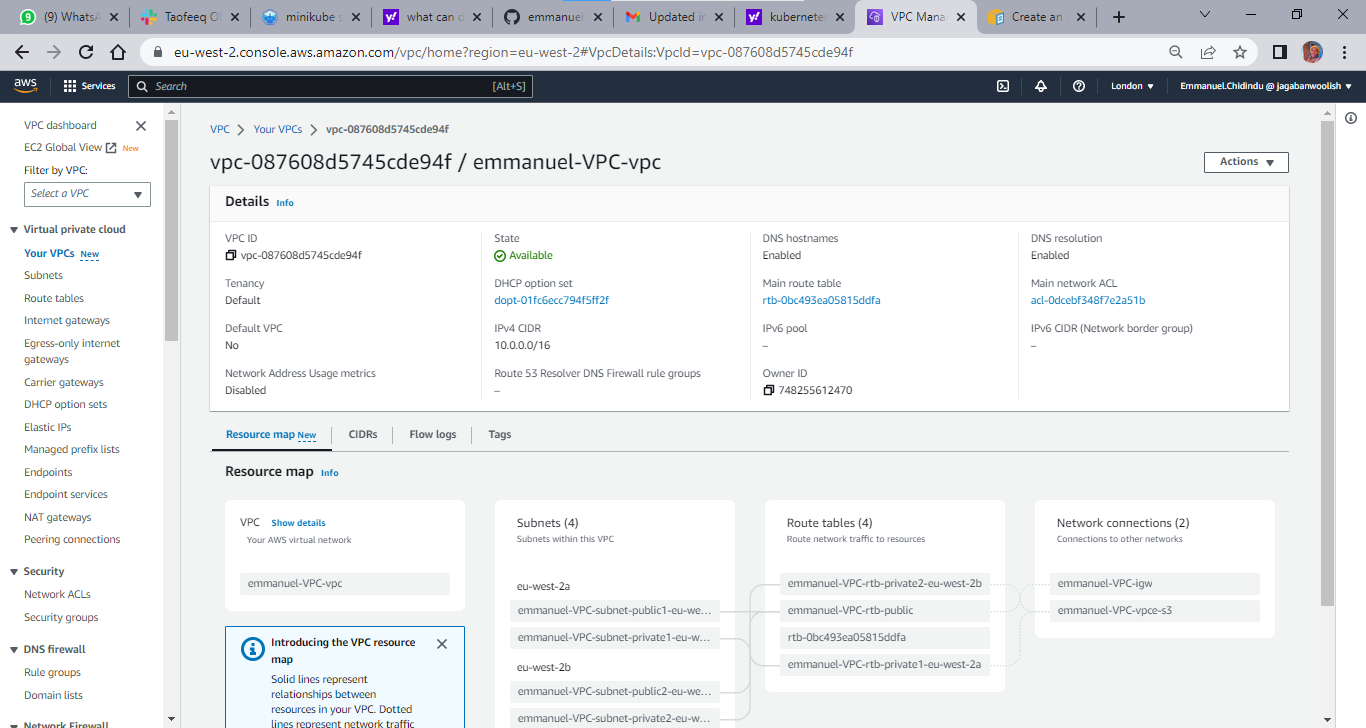 (9) WhatsA
Taofeeq O
minikube s
what can c
emmanuel
Updated in
kubernetes
VPC Mana
Create an
eu-west-2.console.aws.amazon.com/vpc/home?region=eu-west-2#VpcDetails:VpcId=vpc-087608d5745cde94f
aws
Services
Search
[Alt+S]
London
Emmanuel.Chidindu @ jagabanwoolish
VPC dashboard
EC2 Global View New
Filter by VPC:
Select a VPC
Virtual private cloud
Your VPCs New
Subnets
Route tables
Internet gateways
Egress-only internet
gateways
Carrier gateways
DHCP option sets
Elastic IPs
Managed prefix lists
Endpoints
Endpoint services
NAT gateways
Peering connections
Security
Network ACLs
Security groups
DNS firewall
Rule groups
Domain lists
Network Firewall
VPC
Your VPCs
vpc-087608d5745cde94f
vpc-087608d5745cde94f / emmanuel-VPC-vpc
Actions
Details Info
VPC ID
vpc-087608d5745cde94f
State
Available
DNS hostnames
Enabled
DNS resolution
Enabled
Tenancy
Default
DHCP option set
dopt-01fc6ecc794f5ff2f
Main route table
rtb-0bc493ea05815ddfa
Main network ACL
acl-0dcebf348f7e2a51b
Default VPC
No
IPv4 CIDR
10.0.0.0/16
IPv6 pool
–
IPv6 CIDR (Network border group)
–
Network Address Usage metrics
Disabled
Route 53 Resolver DNS Firewall rule groups
–
Owner ID
748255612470
Resource map New
CIDRs
Flow logs
Tags
Resource map Info
VPC Show details
Your AWS virtual network
emmanuel-VPC-vpc
Introducing the VPC resource
map
Solid lines represent
relationships between
resources in your VPC. Dotted
lines represent network traffic
Subnets (4)
Subnets within this VPC
eu-west-2a
emmanuel-VPC-subnet-public1-eu-we...
emmanuel-VPC-subnet-private1-eu-w...
eu-west-2b
emmanuel-VPC-subnet-public2-eu-we...
emmanuel-VPC-subnet-private2-eu-w...
Route tables (4)
Route network traffic to resources
emmanuel-VPC-rtb-private2-eu-west-2b
emmanuel-VPC-rtb-public
rtb-0bc493ea05815ddfa
emmanuel-VPC-rtb-private1-eu-west-2a
Network connections (2)
Connections to other networks
emmanuel-VPC-igw
emmanuel-VPC-vpce-s3